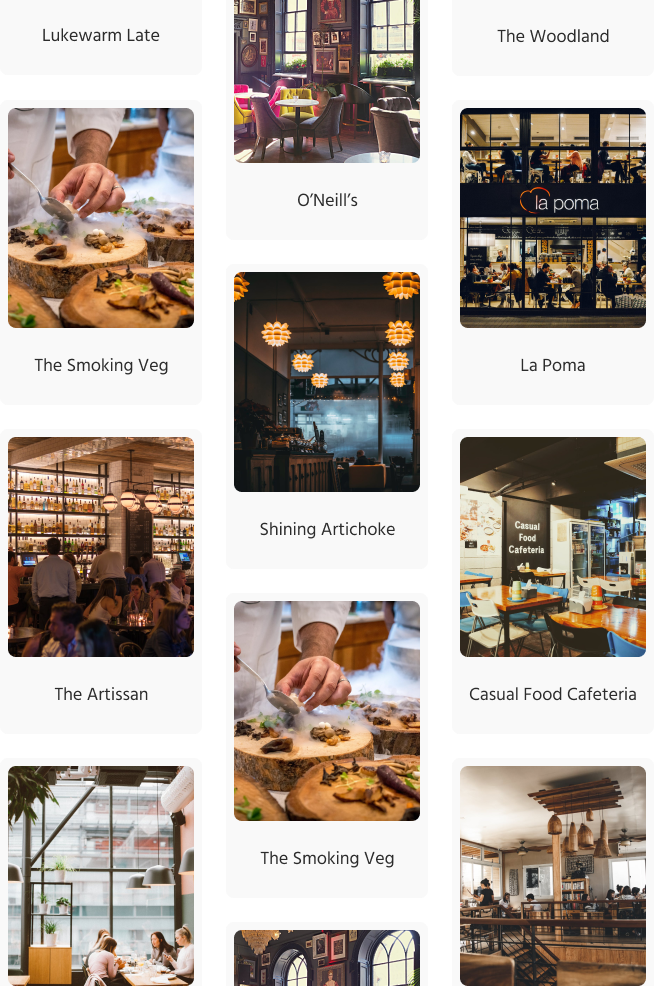 Lukewarm Late
The Woodland
O’Neill’s
la poma
The Smoking Veg
La Poma
Shining Artichoke
Casual
Food
Cafeteria
The Artissan
Casual Food Cafeteria
The Smoking Veg